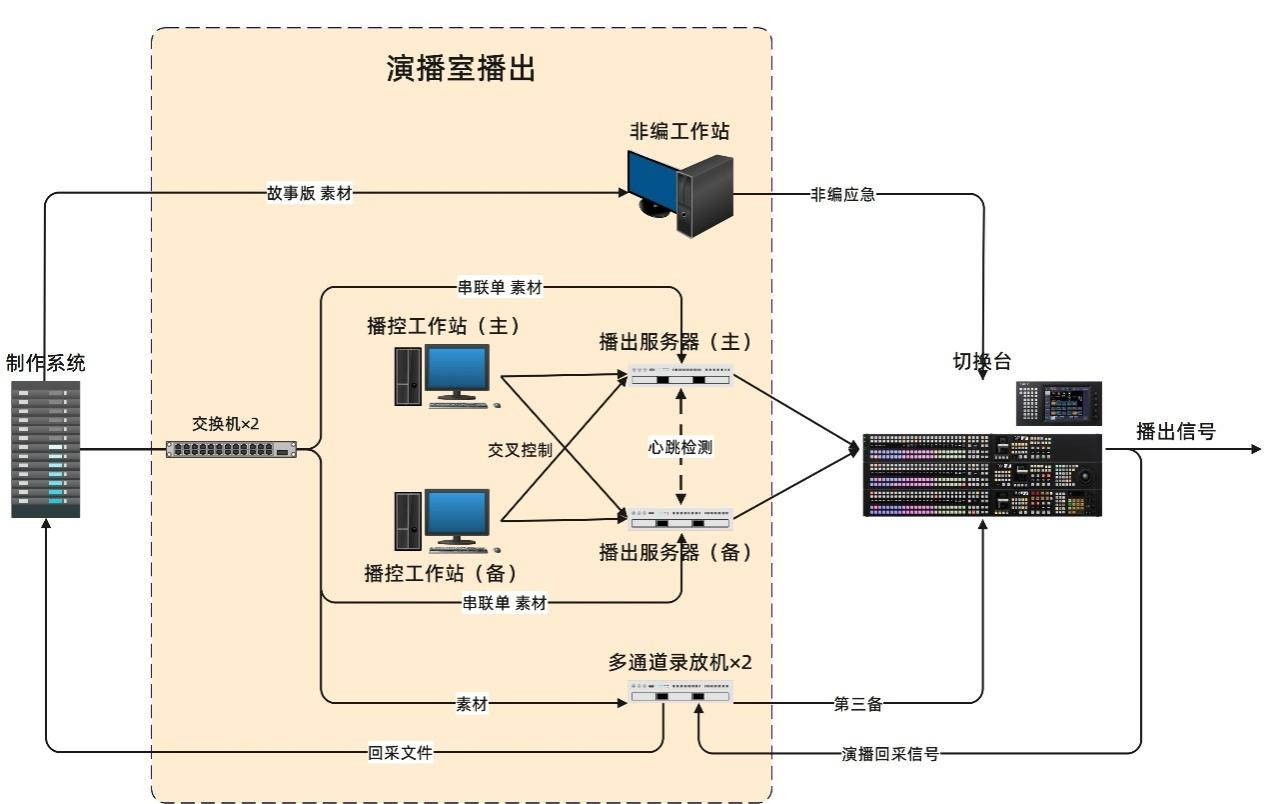 演播室播出
非编工作站
故事版 素材
非编应急
串联单 素材
播控工作站（主）
播出服务器（主）
制作系统
切换台
交换机×2
交叉控制
心跳检测
播出信号
播出服务器（备）
播控工作站（备）
串联单 素材
多通道录放机×2
素材
第三备
回采文件
演播回采信号